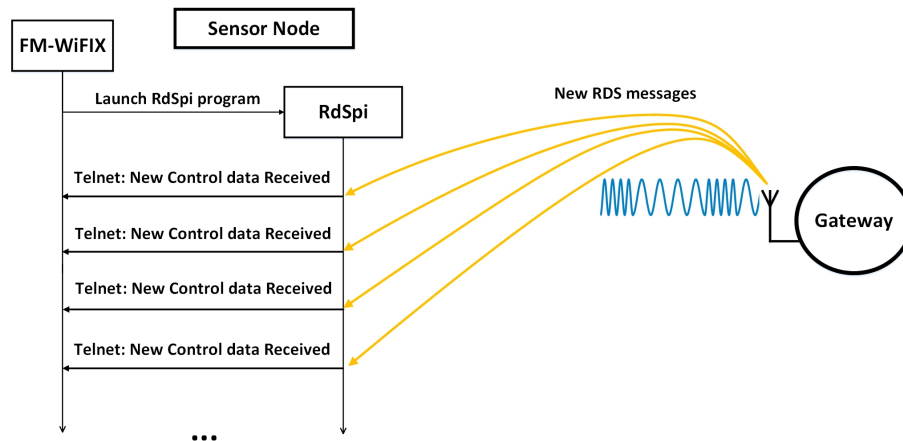 Sensor Node
FM-WiFIX
Launch RdSpi program
RdSpi
New RDS messages
Telnet: New Control data Received
Telnet: New Control data Received
Telnet: New Control data Received
Telnet: New Control data Received
Gateway
...